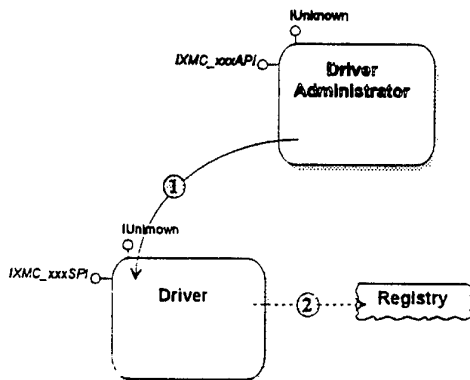 IUnknown
IXMC_xxxAPI
Driver
Administrator
1
IUnknown
IXMC_xxxSPI
Driver
2
Registry